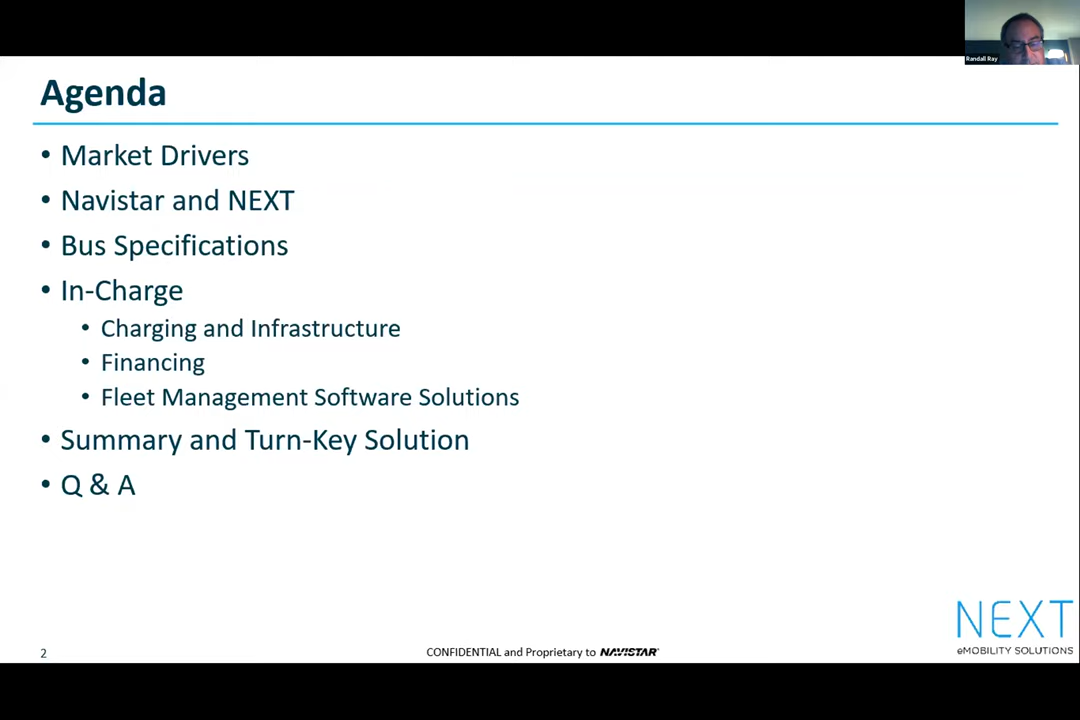 Randall Ray
Agenda
• Market Drivers
• Navistar and NEXT
• Bus Specifications
• In-Charge
• Charging and Infrastructure
• Financing
• Fleet Management Software Solutions
• Summary and Turn-Key Solution
• Q & A
NEXT
eMOBILITY SOLUTIONS
2
CONFIDENTIAL and Proprietary to NAVISTAR®